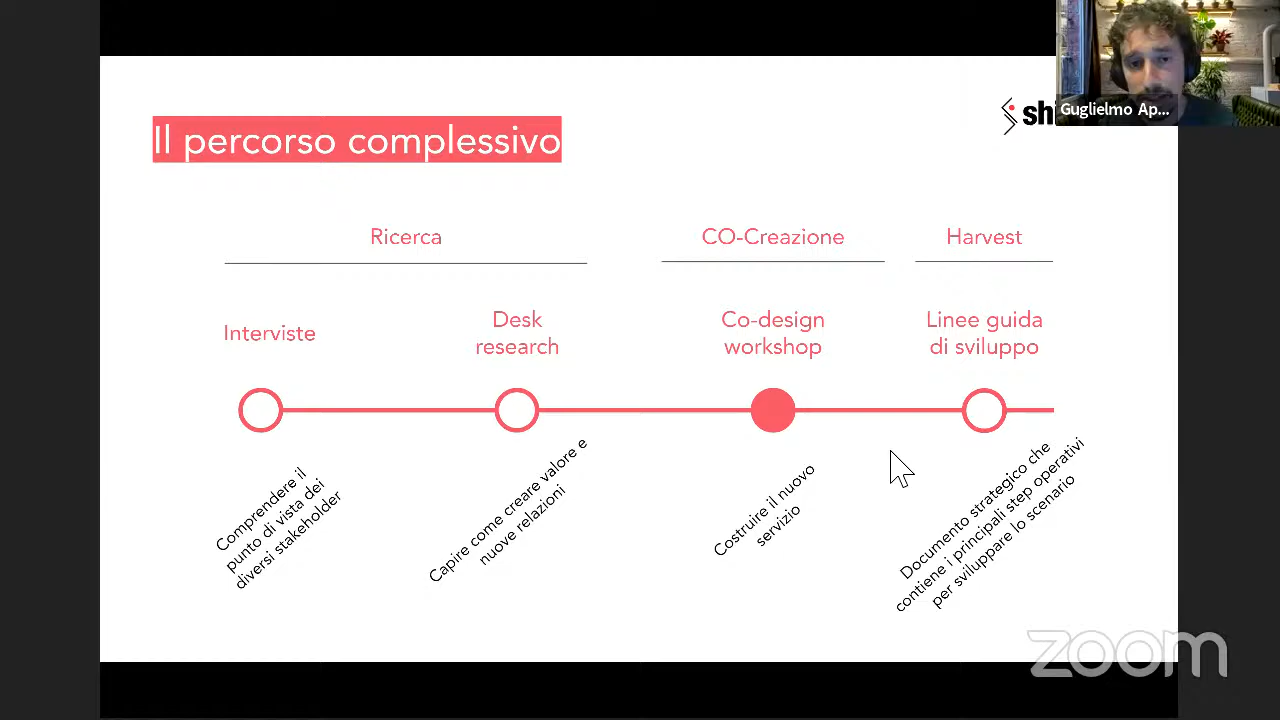 Il percorso complessivo
sh
Guglielmo Ap...
Ricerca
CO-Creazione
Harvest
Interviste
Desk
research
Co-design
workshop
Linee guida
di sviluppo
Comprendere il
punto di vista dei
diversi stakeholder
Capire come creare valore e
nuove relazioni
Costruire il nuovo
servizio
Documento strategico che
contiene i principali step operativi
per sviluppare lo scenario
zoom